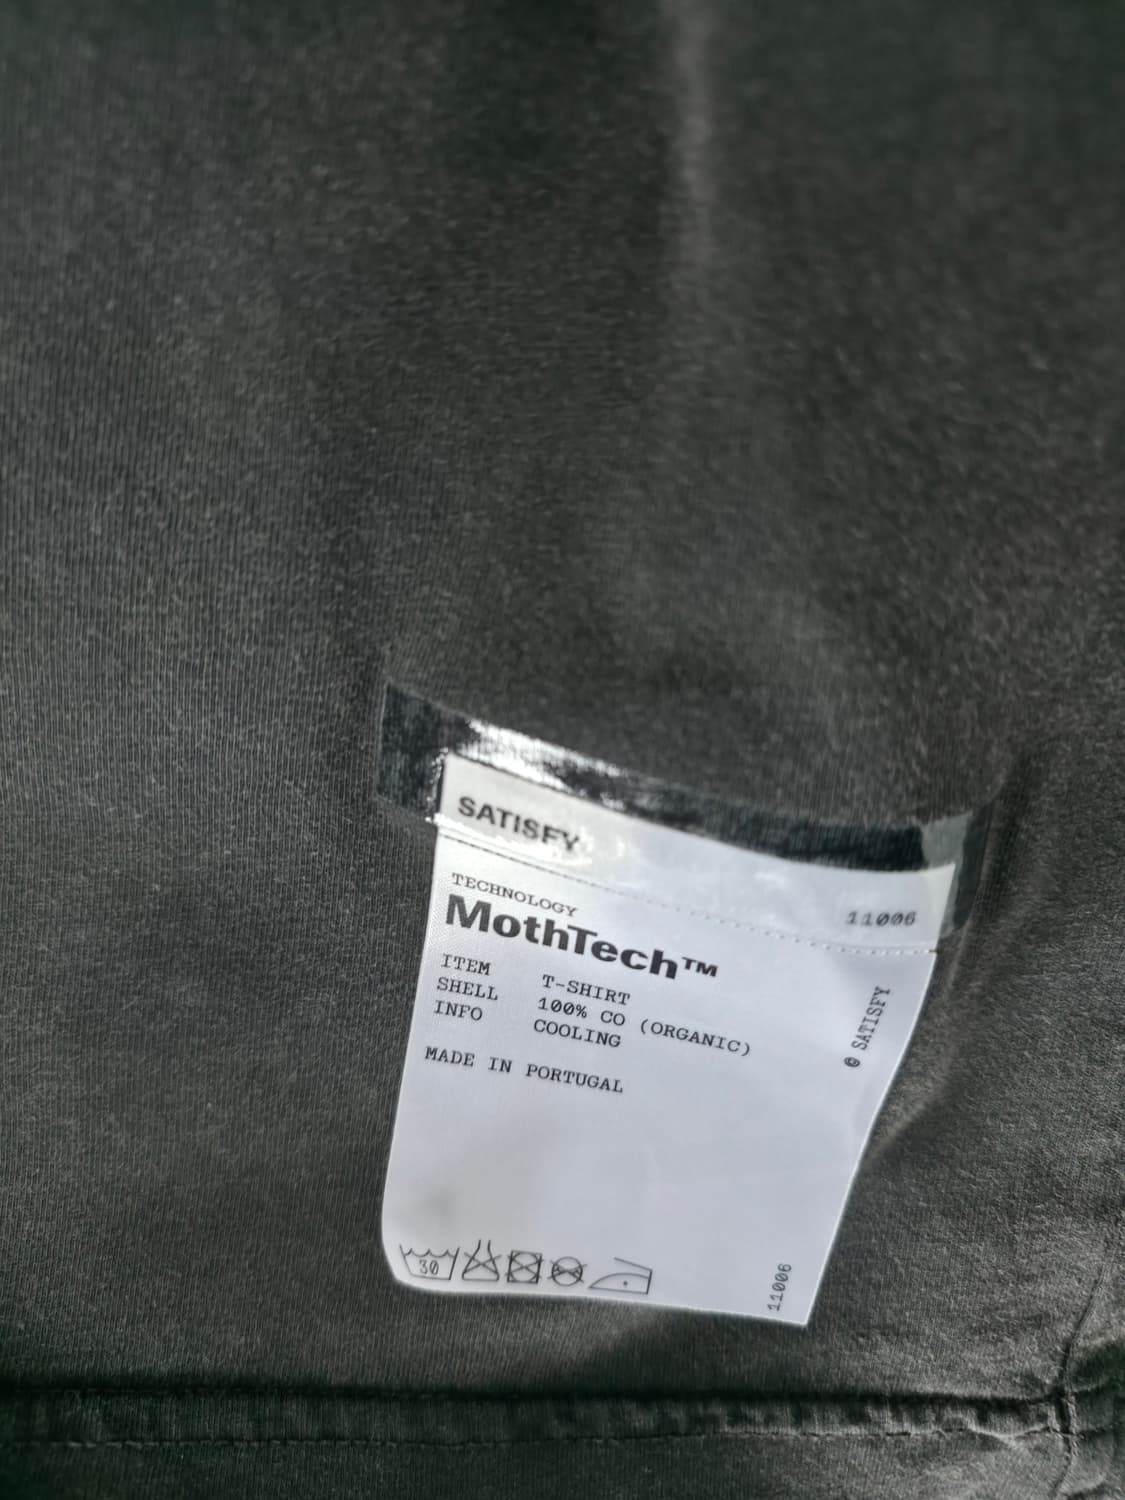 SATISFY
11006
TECHNOLOGY
MothTech™
ITEM T-SHIRT
SHELL 100% CO (ORGANIC)
INFO COOLING
MADE IN PORTUGAL
© SATISFY
30
11006